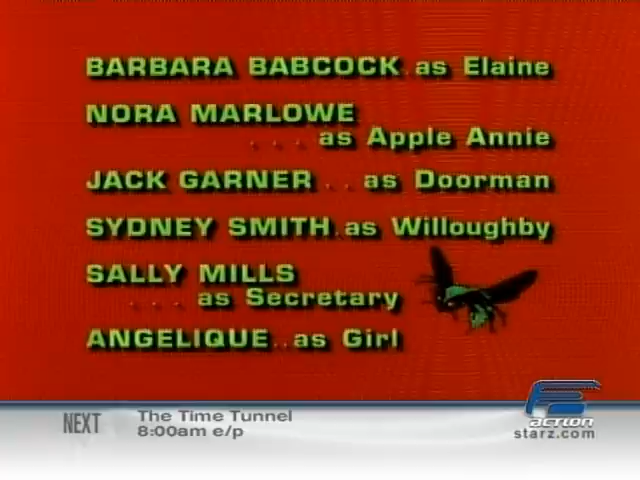 BARBARA BABCOCK. as Elaine
NORA MARLOWE
. . . as Apple Annie
JACK GARNER . . as Doorman
SYDNEY SMITH. as Willoughby
SALLY MILLS
. . . as Secretary
ANGELIQUE. . as Girl
NEXT
The Time Tunnel
8:00am e/p
ACTION
starz.com